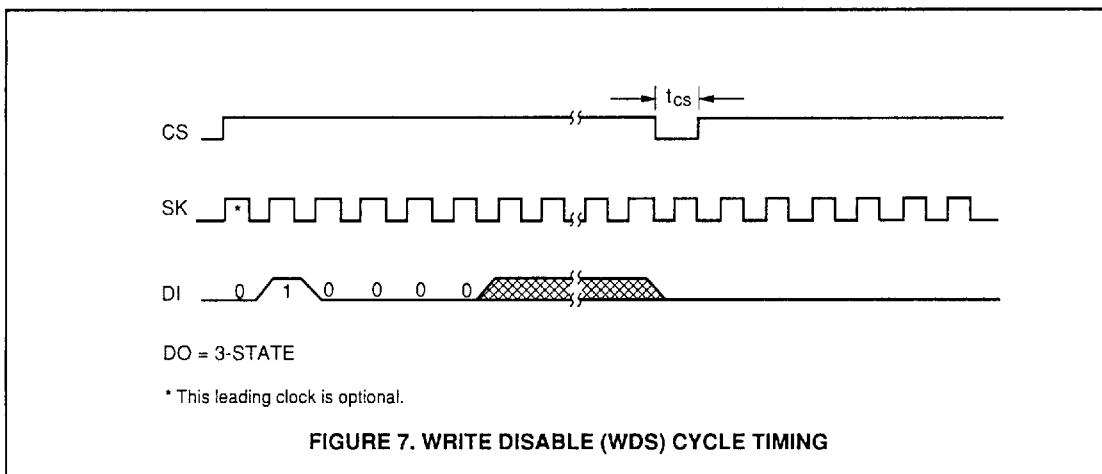 tCS
CS
SK *
DI 0 1 0 0 0 0
DO = 3-STATE
* This leading clock is optional.
FIGURE 7. WRITE DISABLE (WDS) CYCLE TIMING